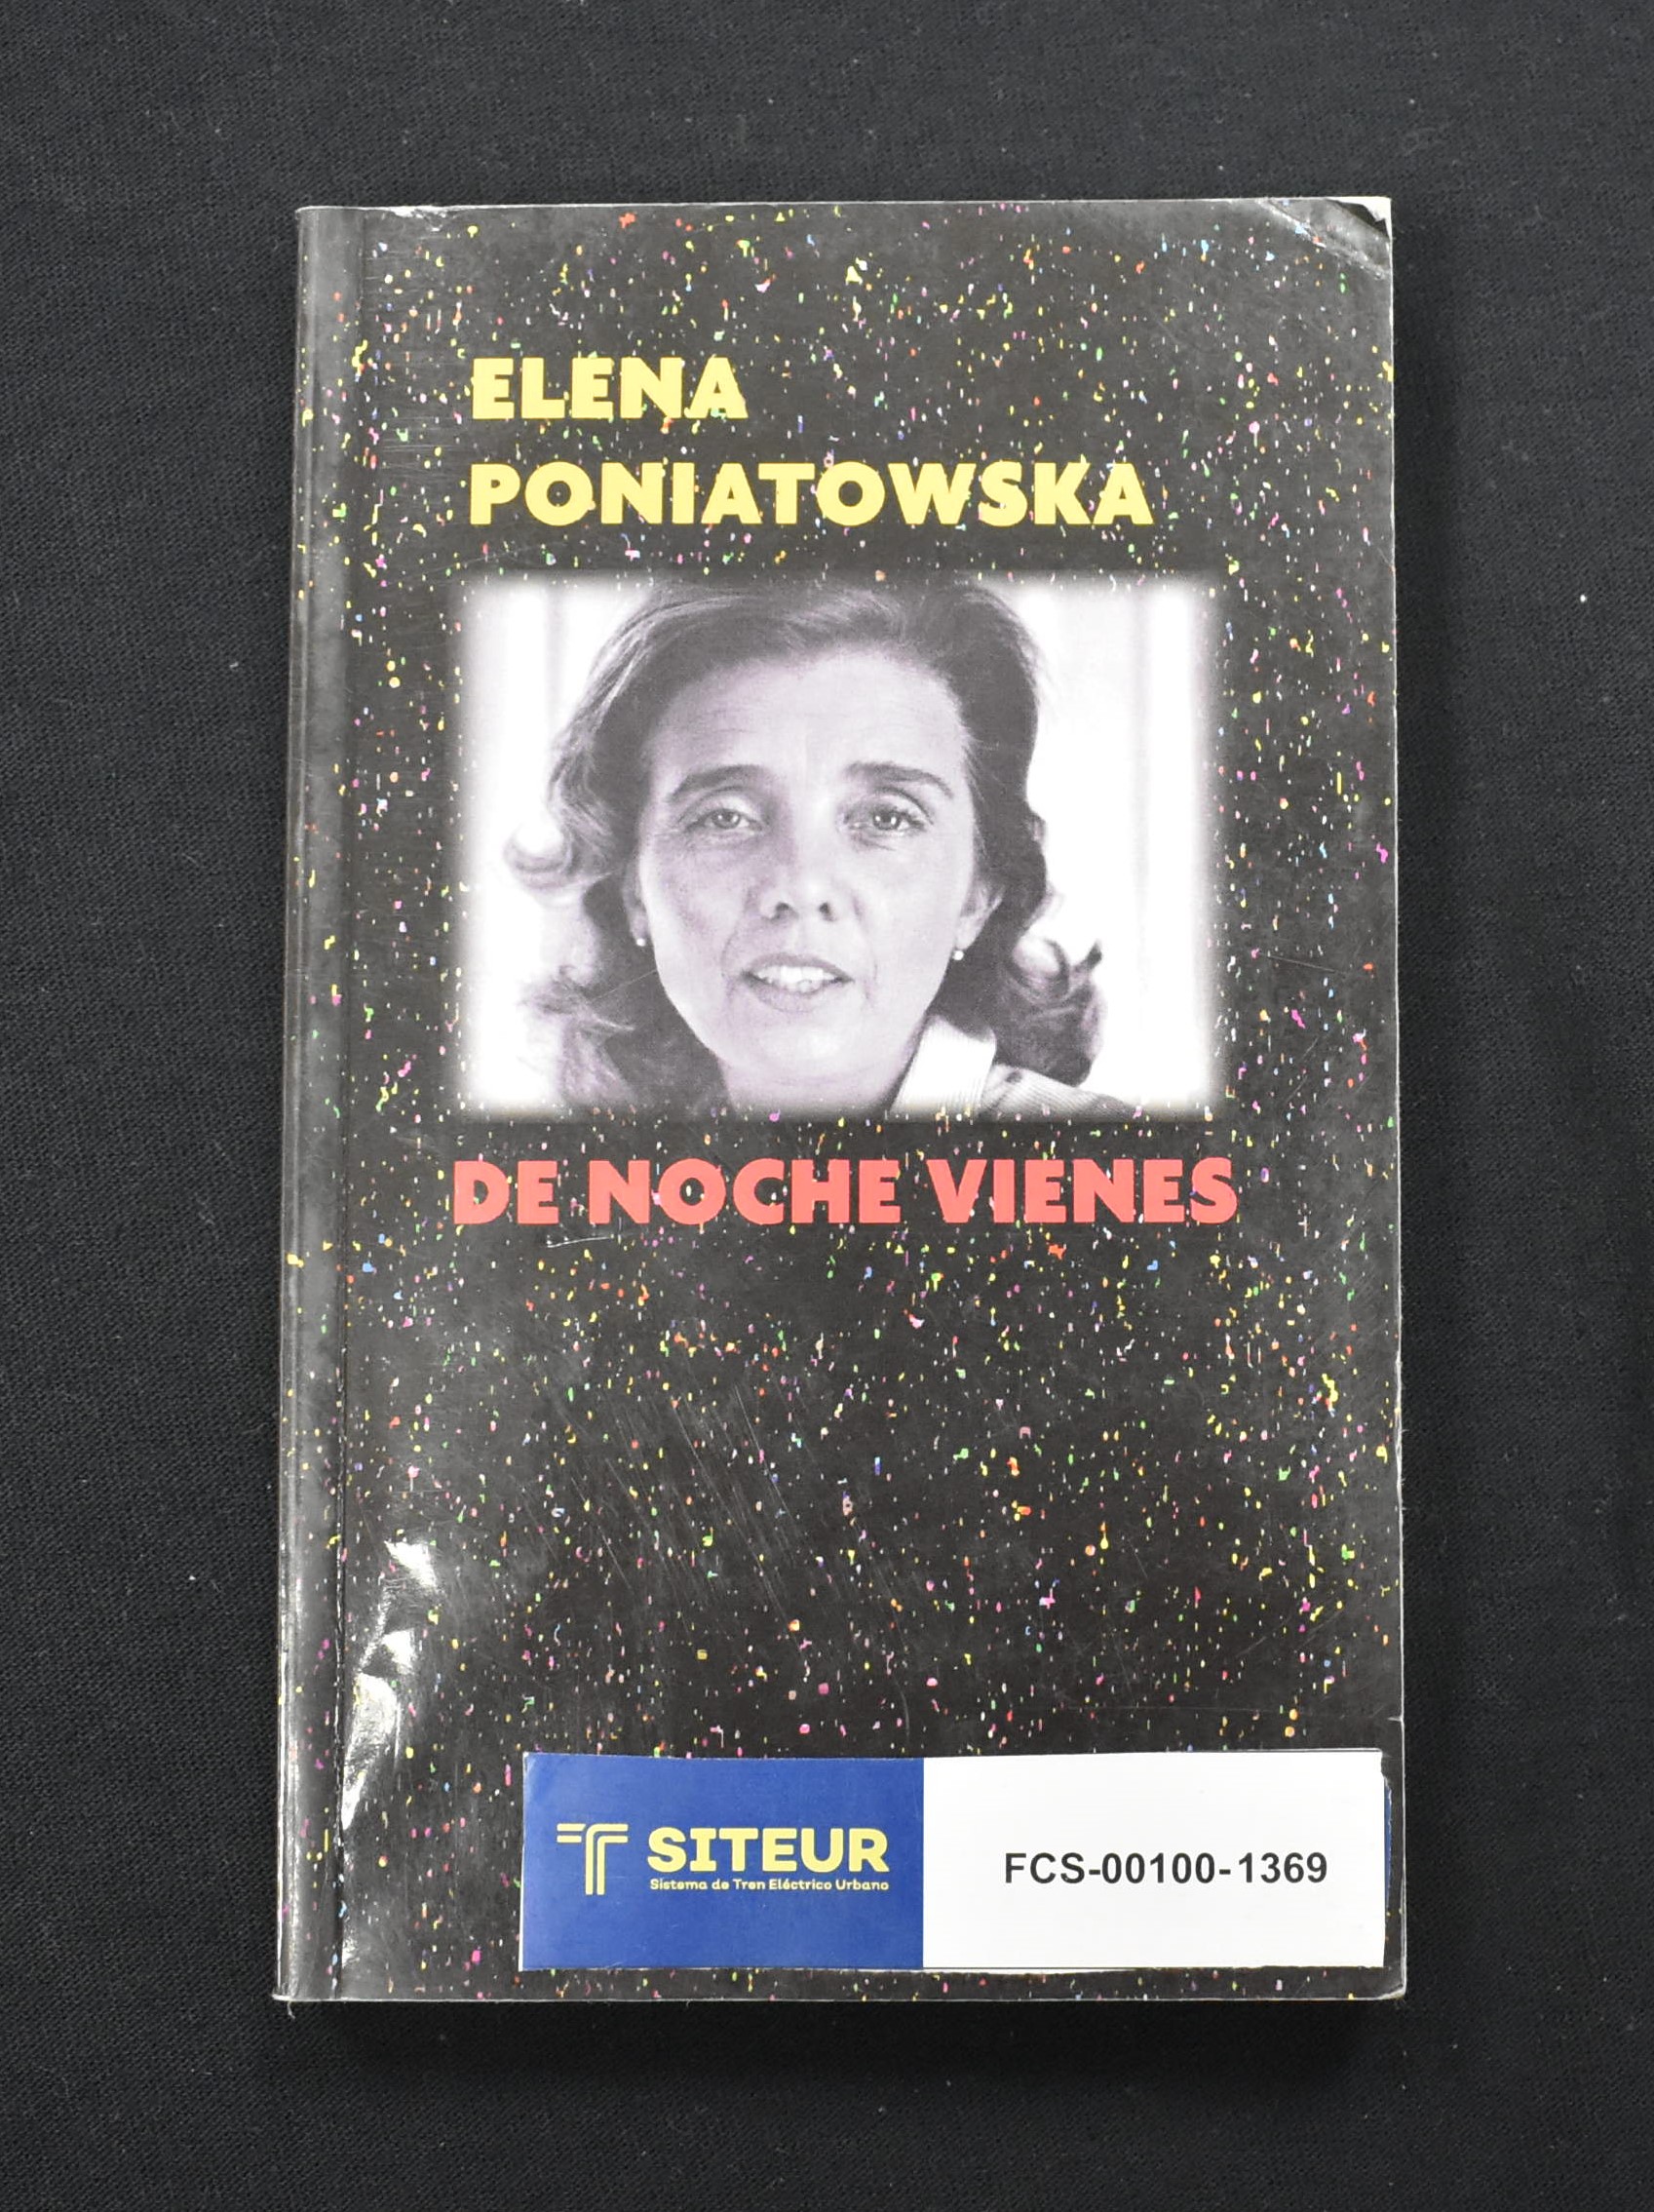 ELENA
PONIATOWSKA
DE NOCHE VIENES
SITEUR
Sistema de Tren Eléctrico Urbano
FCS-00100-1369